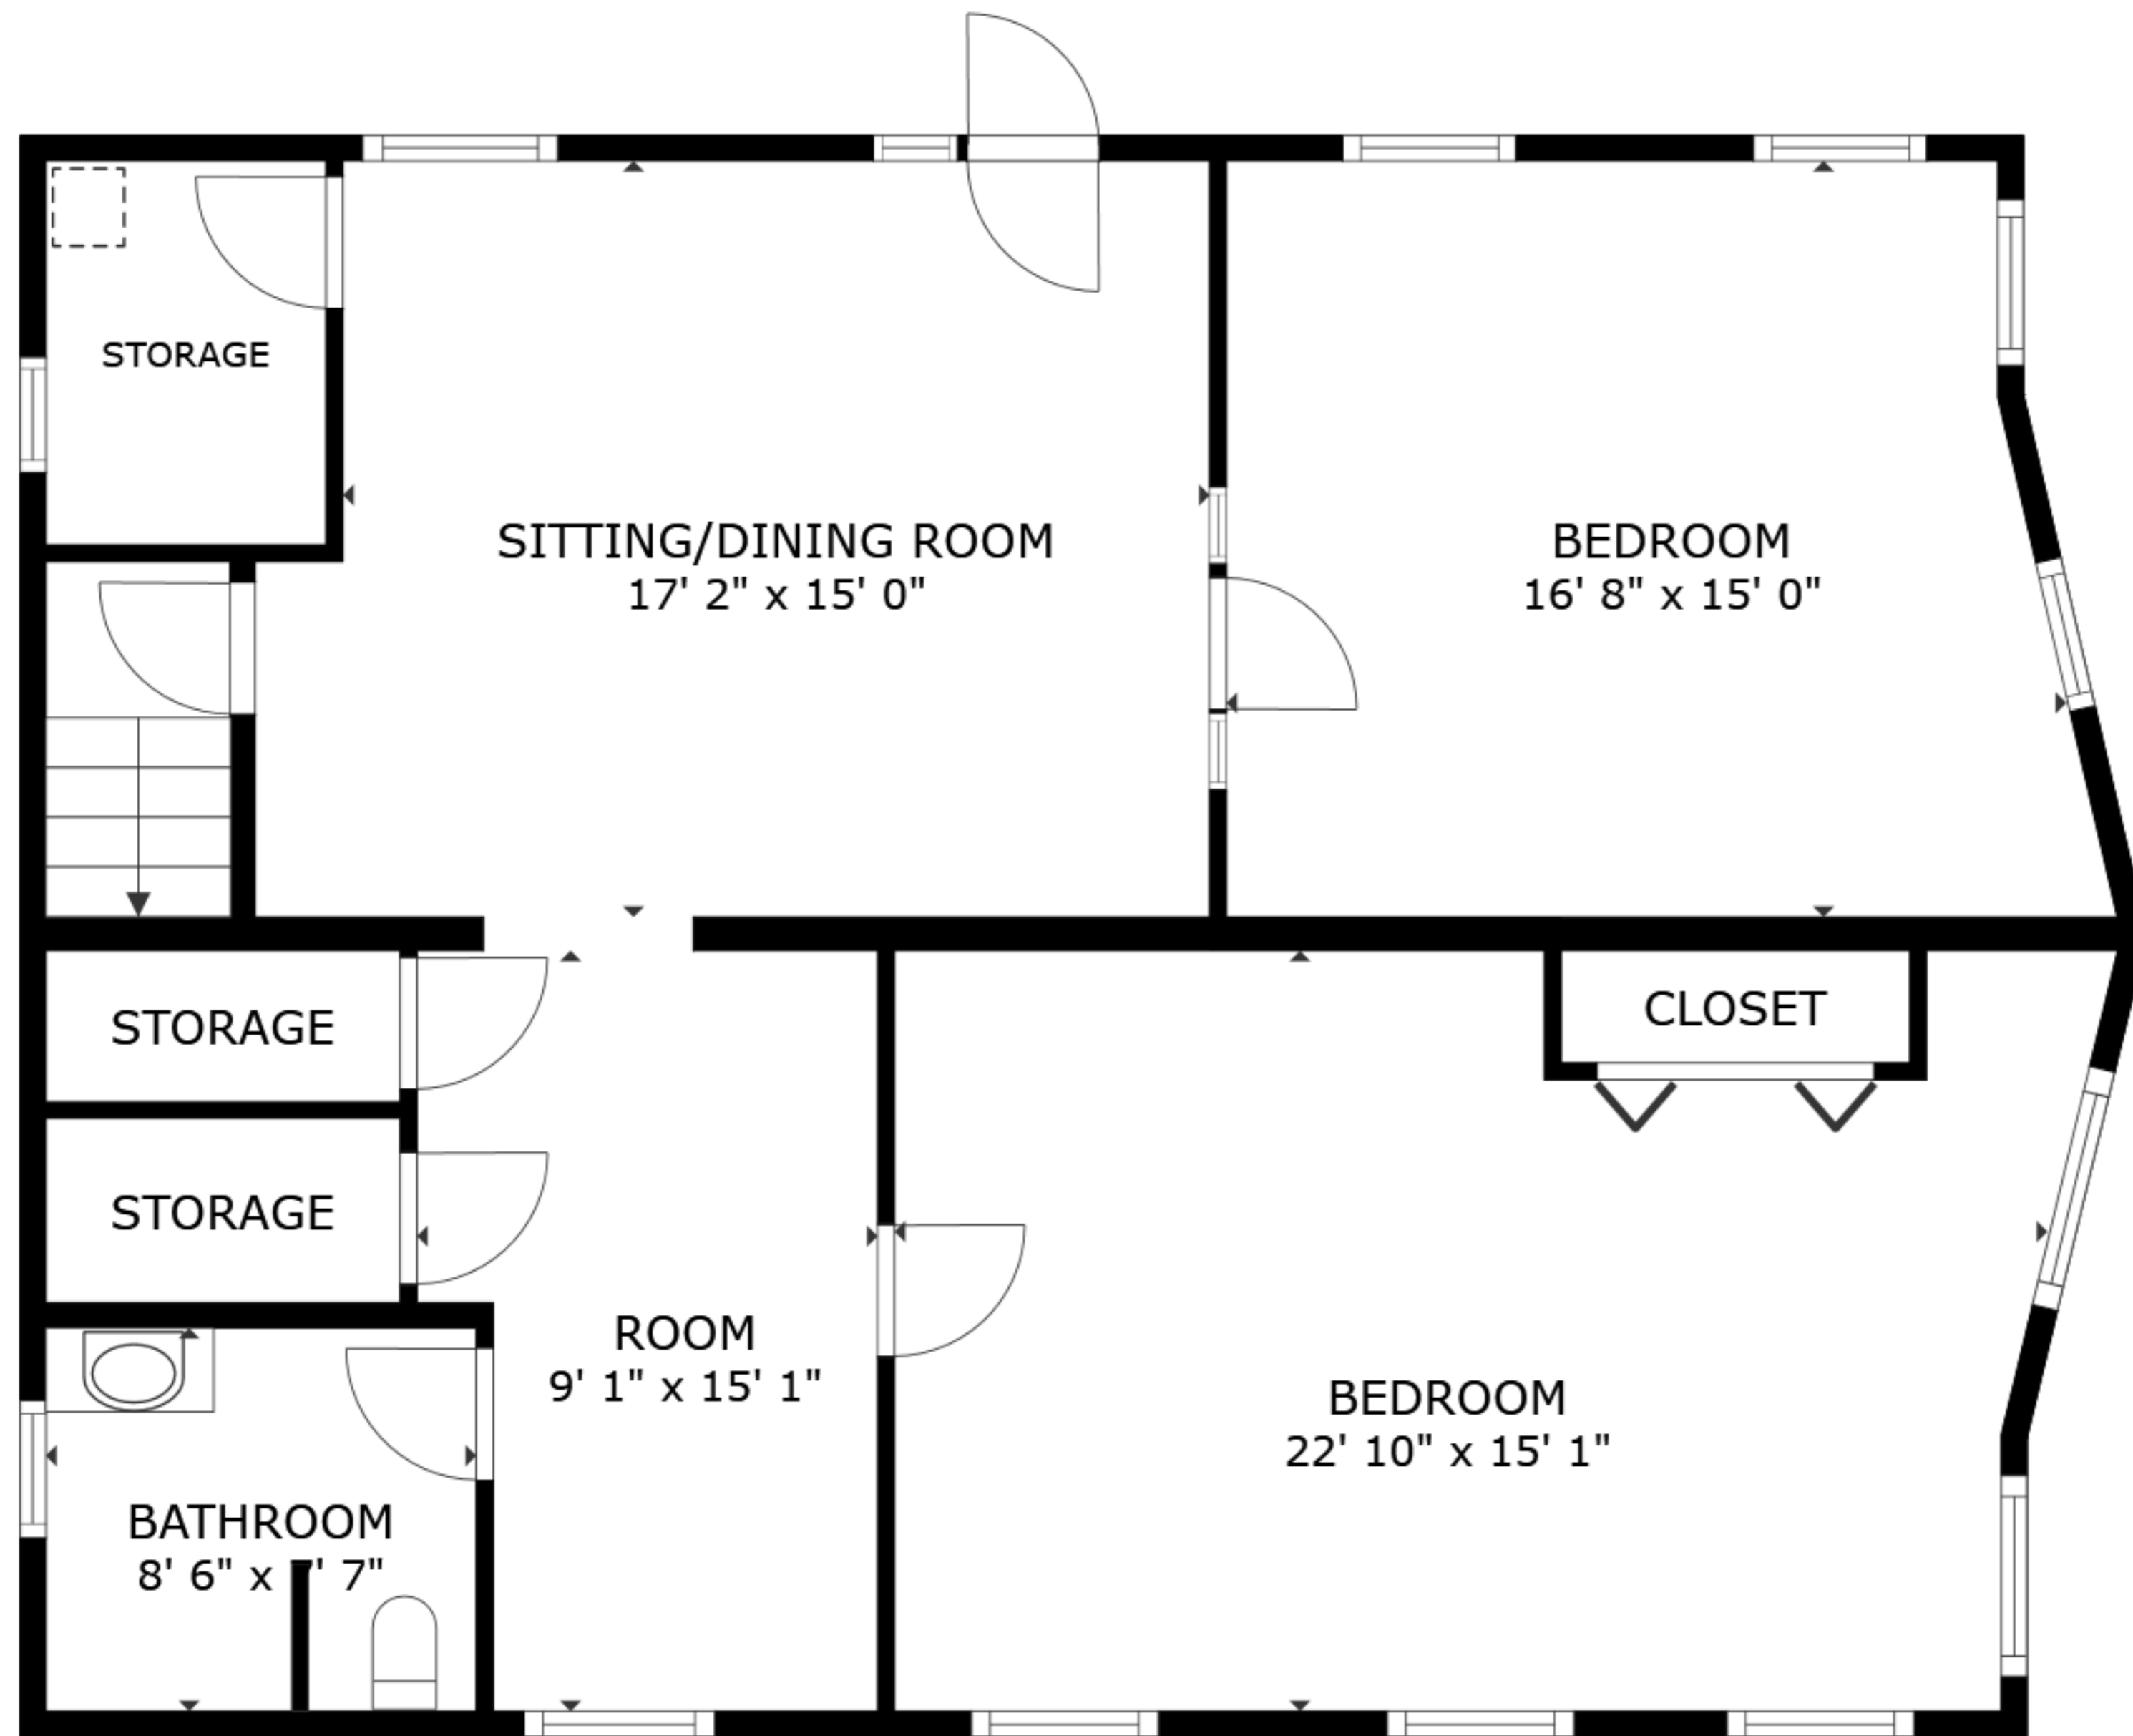 STORAGE
SITTING/DINING ROOM
17' 2" x 15' 0"
BEDROOM
16' 8" x 15' 0"
STORAGE
CLOSET
STORAGE
ROOM
9' 1" x 15' 1"
BEDROOM
22' 10" x 15' 1"
BATHROOM
8' 6" x 7"